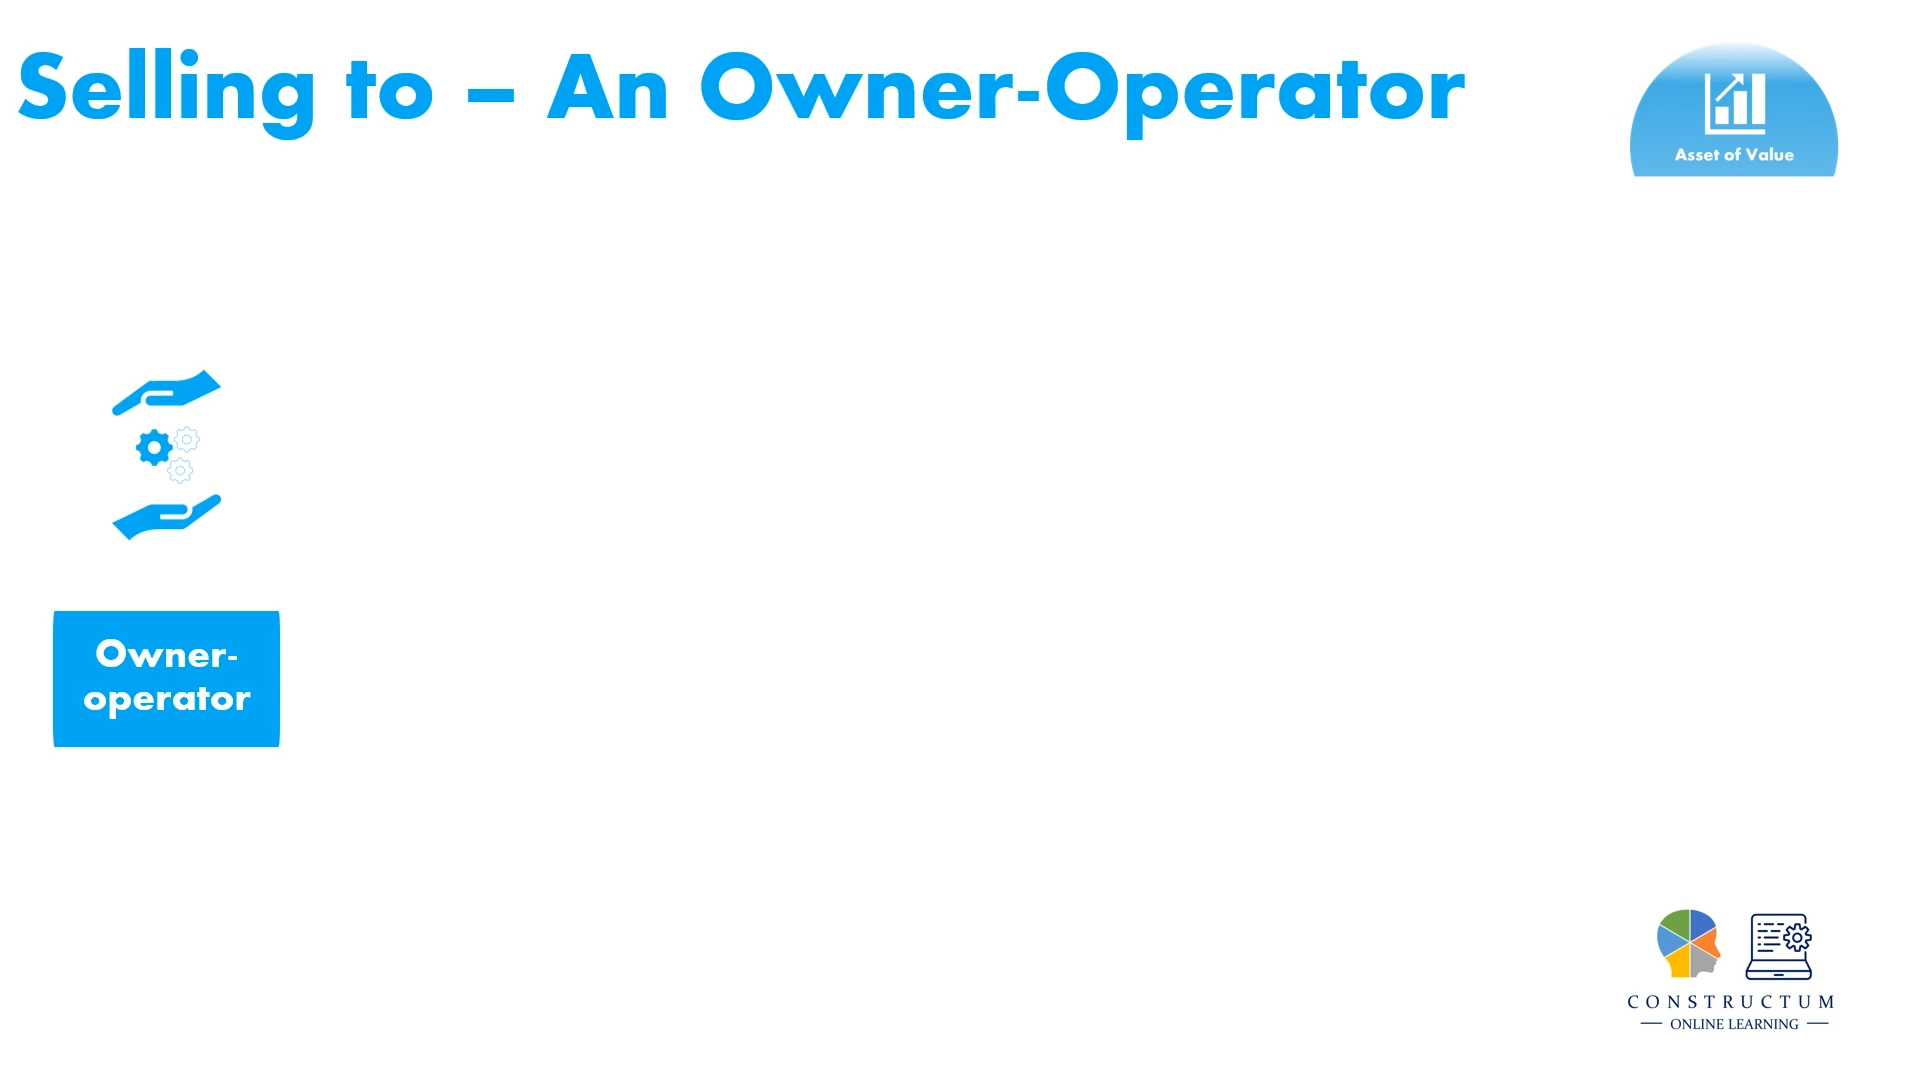 Selling to – An Owner-Operator
Asset of Value
Owner-
operator
CONSTRUCTUM
ONLINE LEARNING